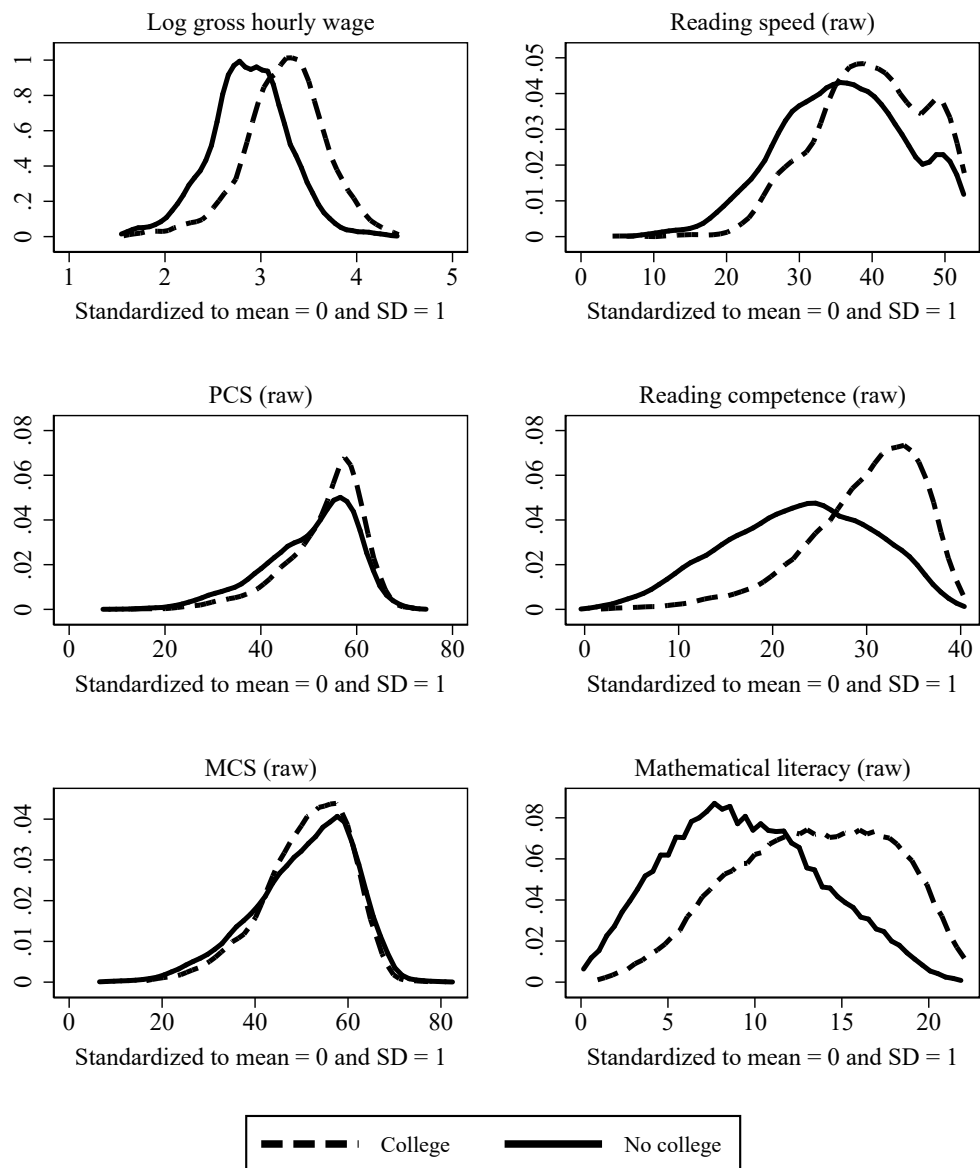 Log gross hourly wage
0 .2 .4 .6 .8 1
1 2 3 4 5
Standardized to mean = 0 and SD = 1
Reading speed (raw)
0 .01 .02 .03 .04 .05
0 10 20 30 40 50
Standardized to mean = 0 and SD = 1
PCS (raw)
0 .02 .04 .06 .08
0 20 40 60 80
Standardized to mean = 0 and SD = 1
Reading competence (raw)
0 .02 .04 .06 .08
0 10 20 30 40
Standardized to mean = 0 and SD = 1
MCS (raw)
0 .01 .02 .03 .04
0 20 40 60 80
Standardized to mean = 0 and SD = 1
Mathematical literacy (raw)
0 .02 .04 .06 .08
0 5 10 15 20
Standardized to mean = 0 and SD = 1
College No college